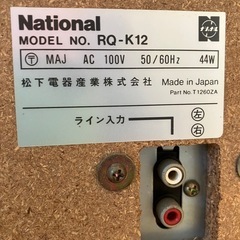 National
MODEL NO. RQ-K12
T MAJ AC 100V 50/60Hz 44W
松下電器産業株式会社 Made in Japan
Part No. T1260ZA
ライン入力
左
右